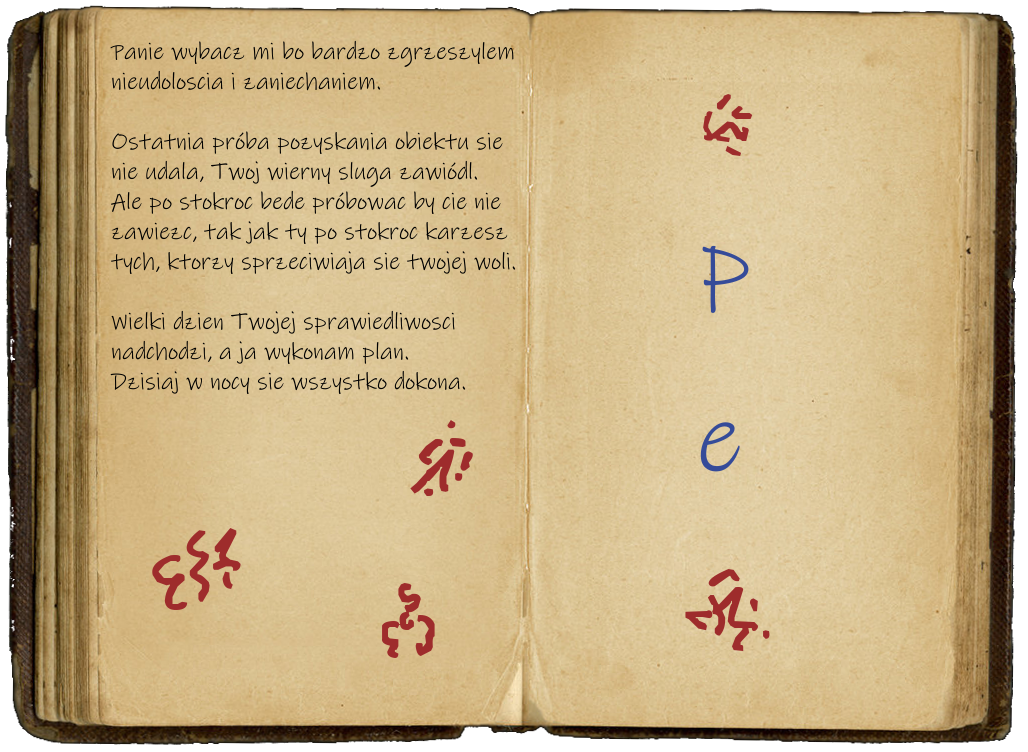 Panie wybacz mi bo bardzo zgrzeszylem
nieudoloscia i zaniechaniem.
Ostatnia próba pozyskania obiektu sie
nie udala, Twoj wierny sluga zawiódl.
Ale po stokroc bede próbowac by cie nie
zawiezc, tak jak ty po stokroc karzesz
tych, ktorzy sprzeciwiaja sie twojej woli.
Wielki dzien Twojej sprawiedliwosci
nadchodzi, a ja wykonam plan.
Dzisiaj w nocy sie wszystko dokona.
P
e